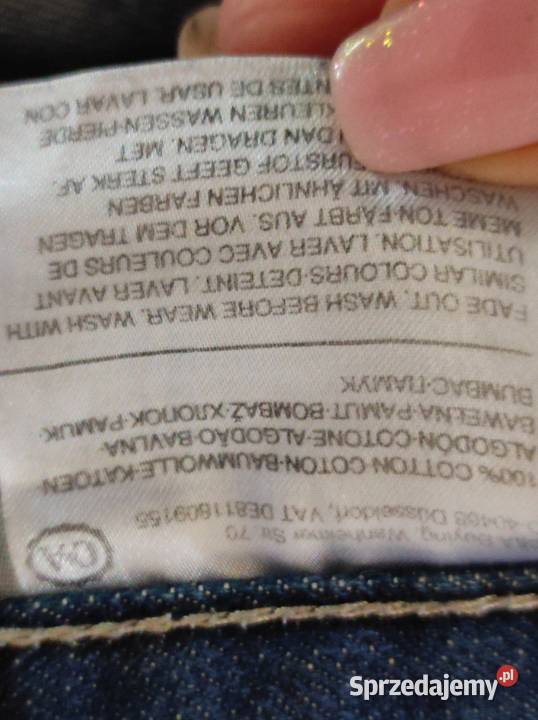 C&A
Buying, Wanheimer Str 70
40468 Düsseldorf, VAT DE811809155
100% COTTON COTON-BAUMWOLLE-KATOEN
ALGODÓN-COTONE-ALGODÃO-BAVLNA-
BAWEŁNA-PAMUT-BOMBAŽ-ХЛОПОК-PAMUK-
BUMBAC-ПАМУК
FADE OUT. WASH BEFORE WEAR. WASH WITH
SIMILAR COLOURS-DETEINT. LAVER AVANT
UTILISATION. LAVER AVEC COULEURS DE
MEME TON-FÄRBT AUS. VOR DEM TRAGEN
WASCHEN. MIT ÄHNLICHEN FARBEN
STOF GEEFT STERK AF.
DAN DRAGEN. MET
KLEUREN WASSEN-PIERDE
DE USAR. LAVAR CON
Sprzedajemy.pl